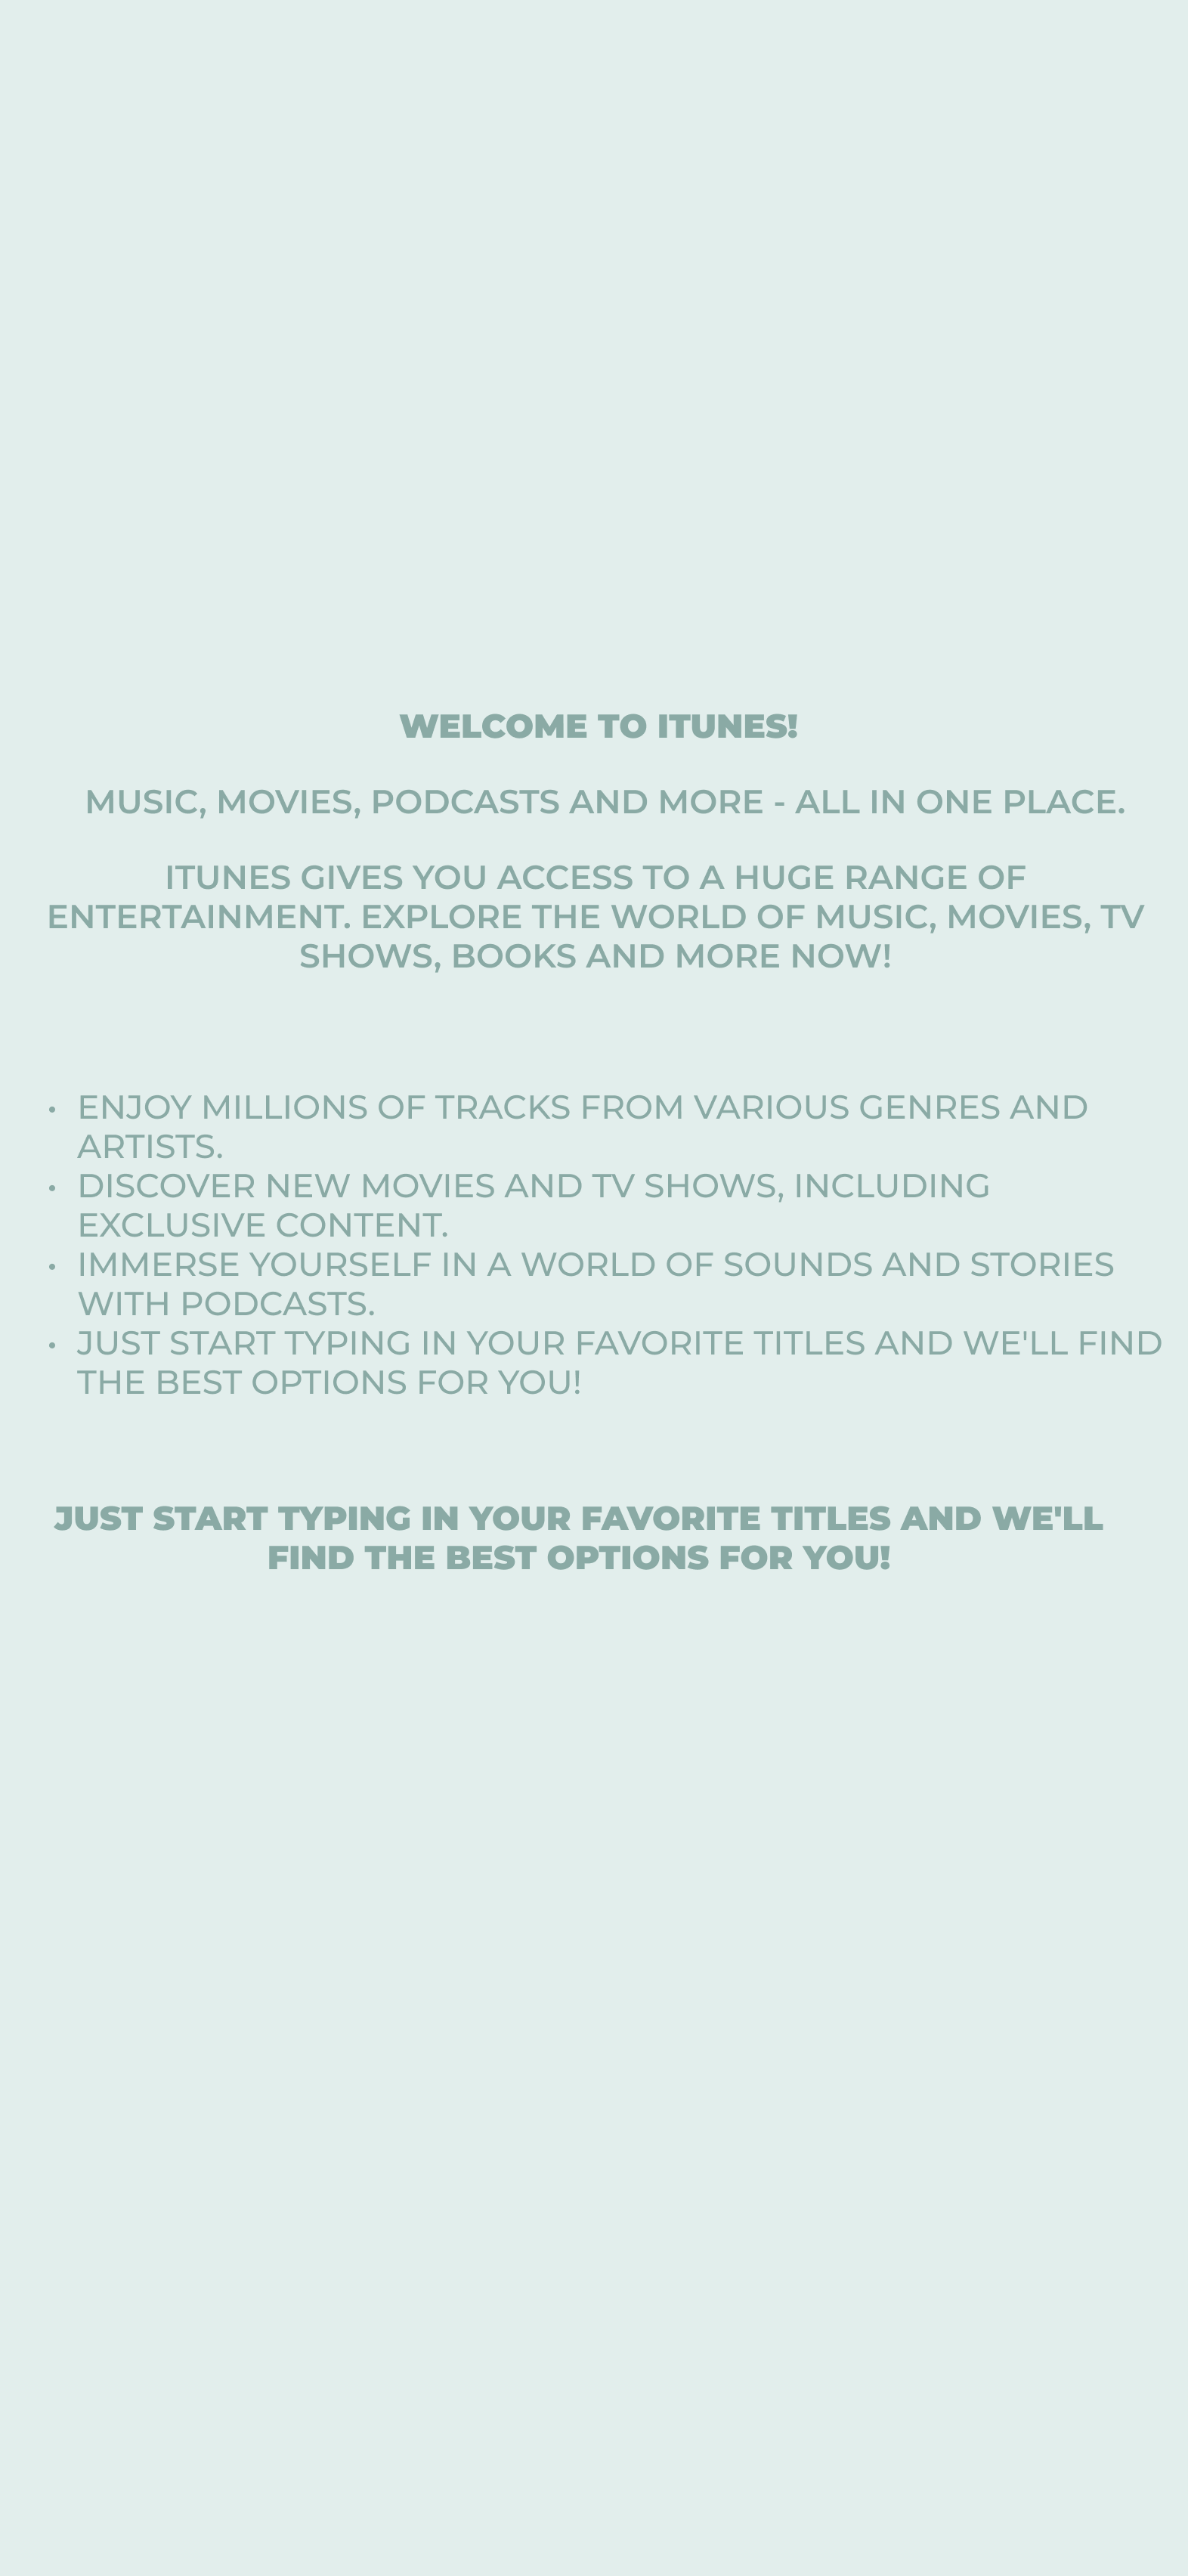 WELCOME TO ITUNES!
MUSIC, MOVIES, PODCASTS AND MORE - ALL IN ONE PLACE.
ITUNES GIVES YOU ACCESS TO A HUGE RANGE OF
ENTERTAINMENT. EXPLORE THE WORLD OF MUSIC, MOVIES, TV
SHOWS, BOOKS AND MORE NOW!
• ENJOY MILLIONS OF TRACKS FROM VARIOUS GENRES AND
ARTISTS.
• DISCOVER NEW MOVIES AND TV SHOWS, INCLUDING
EXCLUSIVE CONTENT.
• IMMERSE YOURSELF IN A WORLD OF SOUNDS AND STORIES
WITH PODCASTS.
• JUST START TYPING IN YOUR FAVORITE TITLES AND WE'LL FIND
THE BEST OPTIONS FOR YOU!
JUST START TYPING IN YOUR FAVORITE TITLES AND WE'LL
FIND THE BEST OPTIONS FOR YOU!